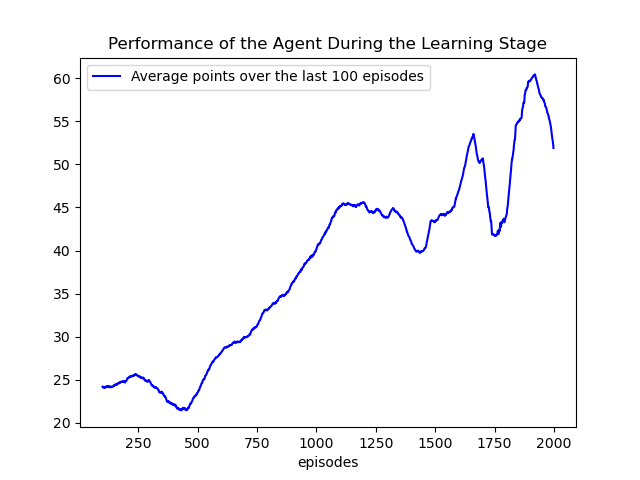 Performance of the Agent During the Learning Stage
Average points over the last 100 episodes
60
55
50
45
40
35
30
25
20
250 500 750 1000 1250 1500 1750 2000
episodes